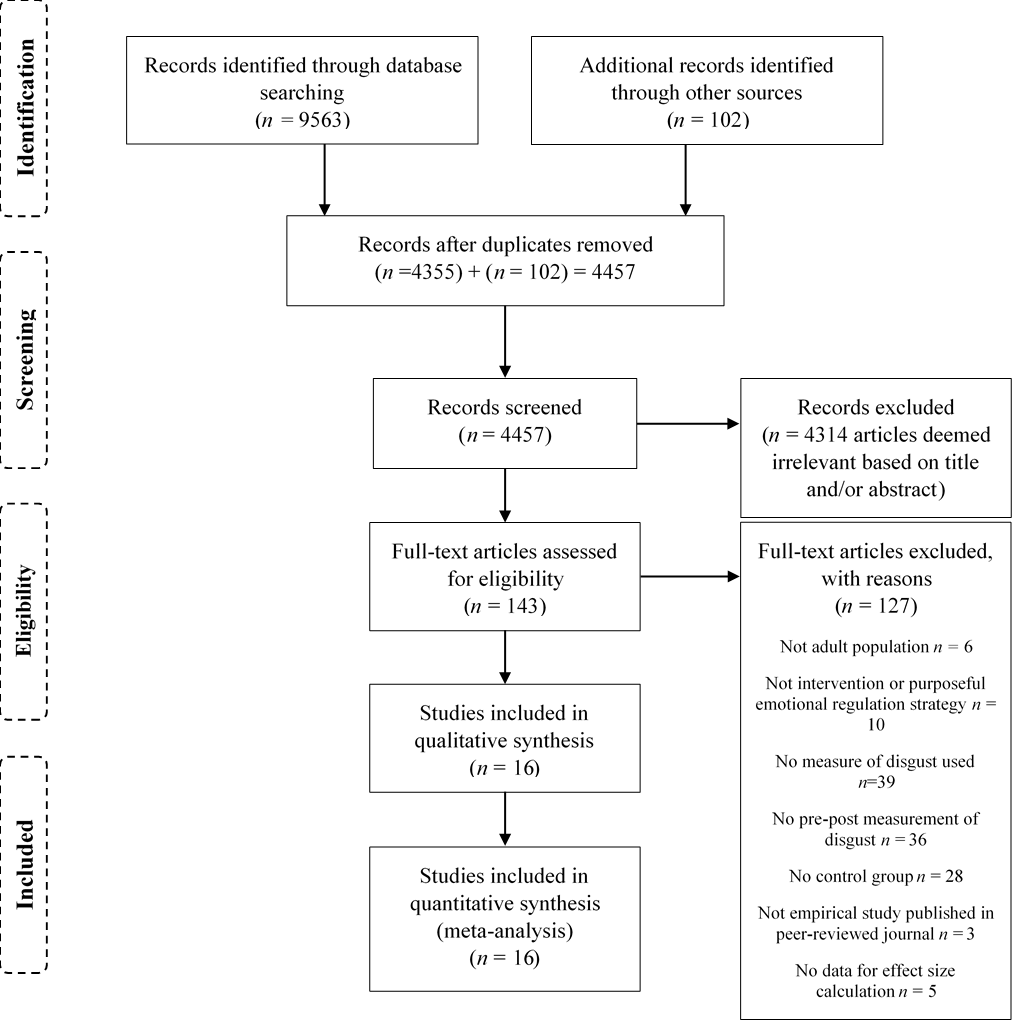 Identification
Records identified through database
searching
(n = 9563)
Additional records identified
through other sources
(n = 102)
Records after duplicates removed
(n =4355) + (n = 102) = 4457
Screening
Records screened
(n = 4457)
Records excluded
(n = 4314 articles deemed
irrelevant based on title
and/or abstract)
Eligibility
Full-text articles assessed
for eligibility
(n = 143)
Full-text articles excluded,
with reasons
(n = 127)
Not adult population n = 6
Not intervention or purposeful
emotional regulation strategy n =
10
No measure of disgust used
n=39
No pre-post measurement of
disgust n = 36
No control group n = 28
Not empirical study published in
peer-reviewed journal n = 3
No data for effect size
calculation n = 5
Studies included in
qualitative synthesis
(n = 16)
Included
Studies included in
quantitative synthesis
(meta-analysis)
(n = 16)